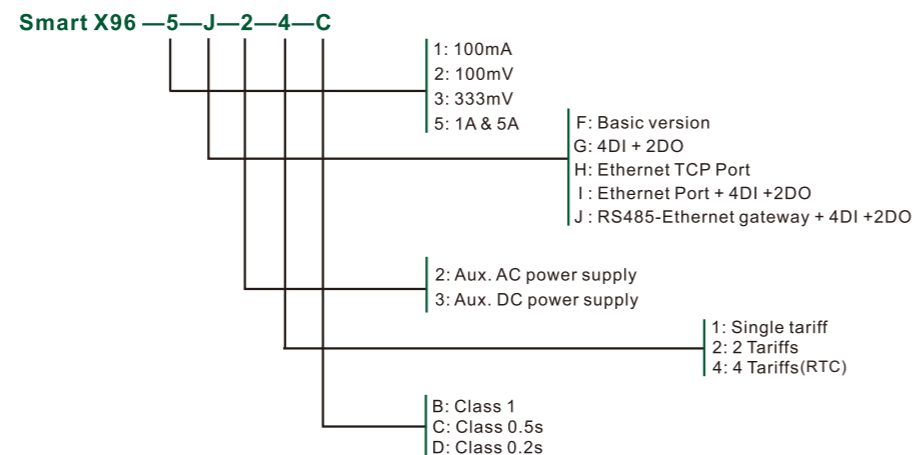 Smart X96 —5—J—2—4—C
1: 100mA
2: 100mV
3: 333mV
5: 1A & 5A
F: Basic version
G: 4DI + 2DO
H: Ethernet TCP Port
I : Ethernet Port + 4DI +2DO
J : RS485-Ethernet gateway + 4DI +2DO
2: Aux. AC power supply
3: Aux. DC power supply
1: Single tariff
2: 2 Tariffs
4: 4 Tariffs(RTC)
B: Class 1
C: Class 0.5s
D: Class 0.2s